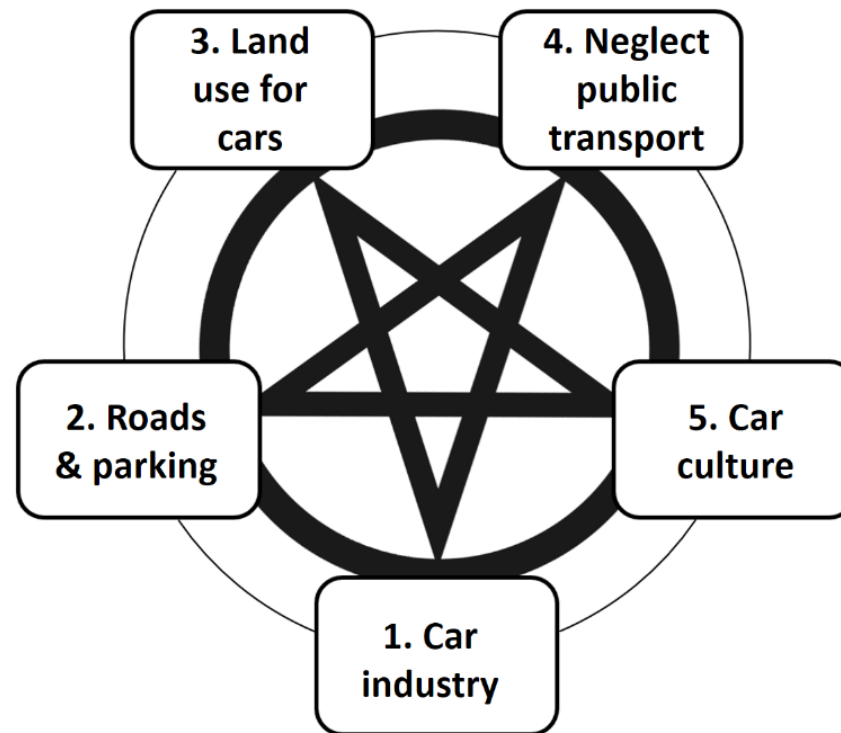 3. Land
use for
cars
4. Neglect
public
transport
2. Roads
& parking
5. Car
culture
1. Car
industry